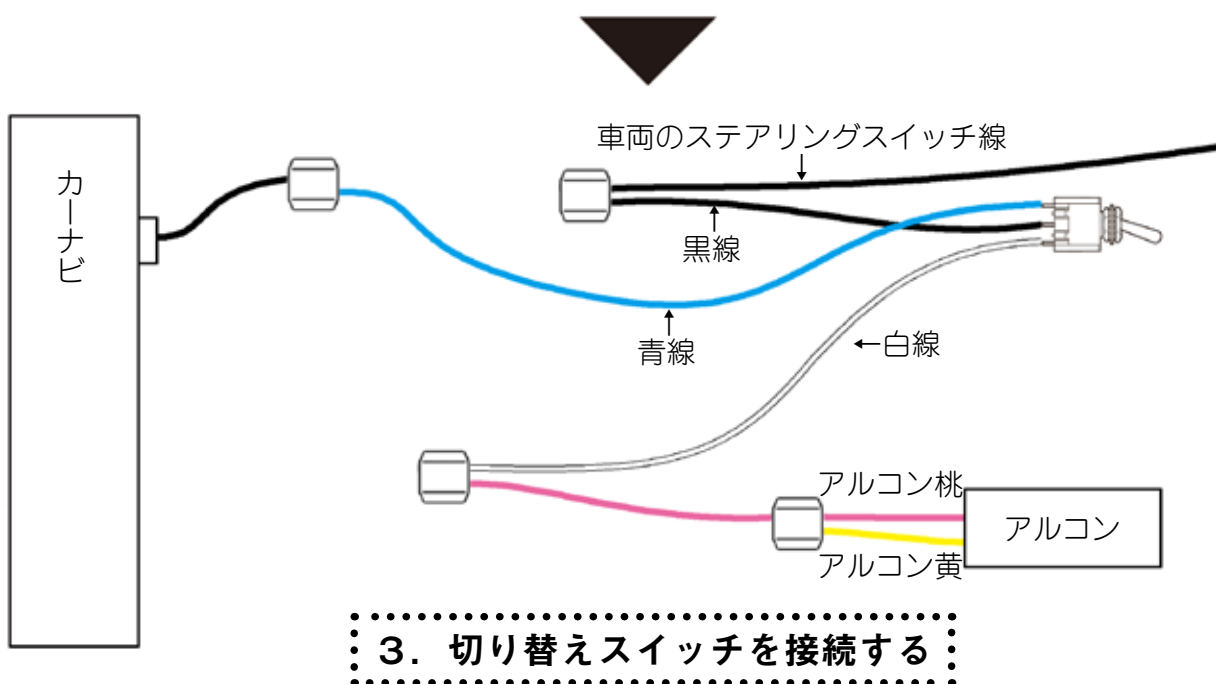 車両のステアリングスイッチ線
カーナビ
黒線
青線
←白線
アルコン桃
アルコン
アルコン黄
3. 切り替えスイッチを接続する